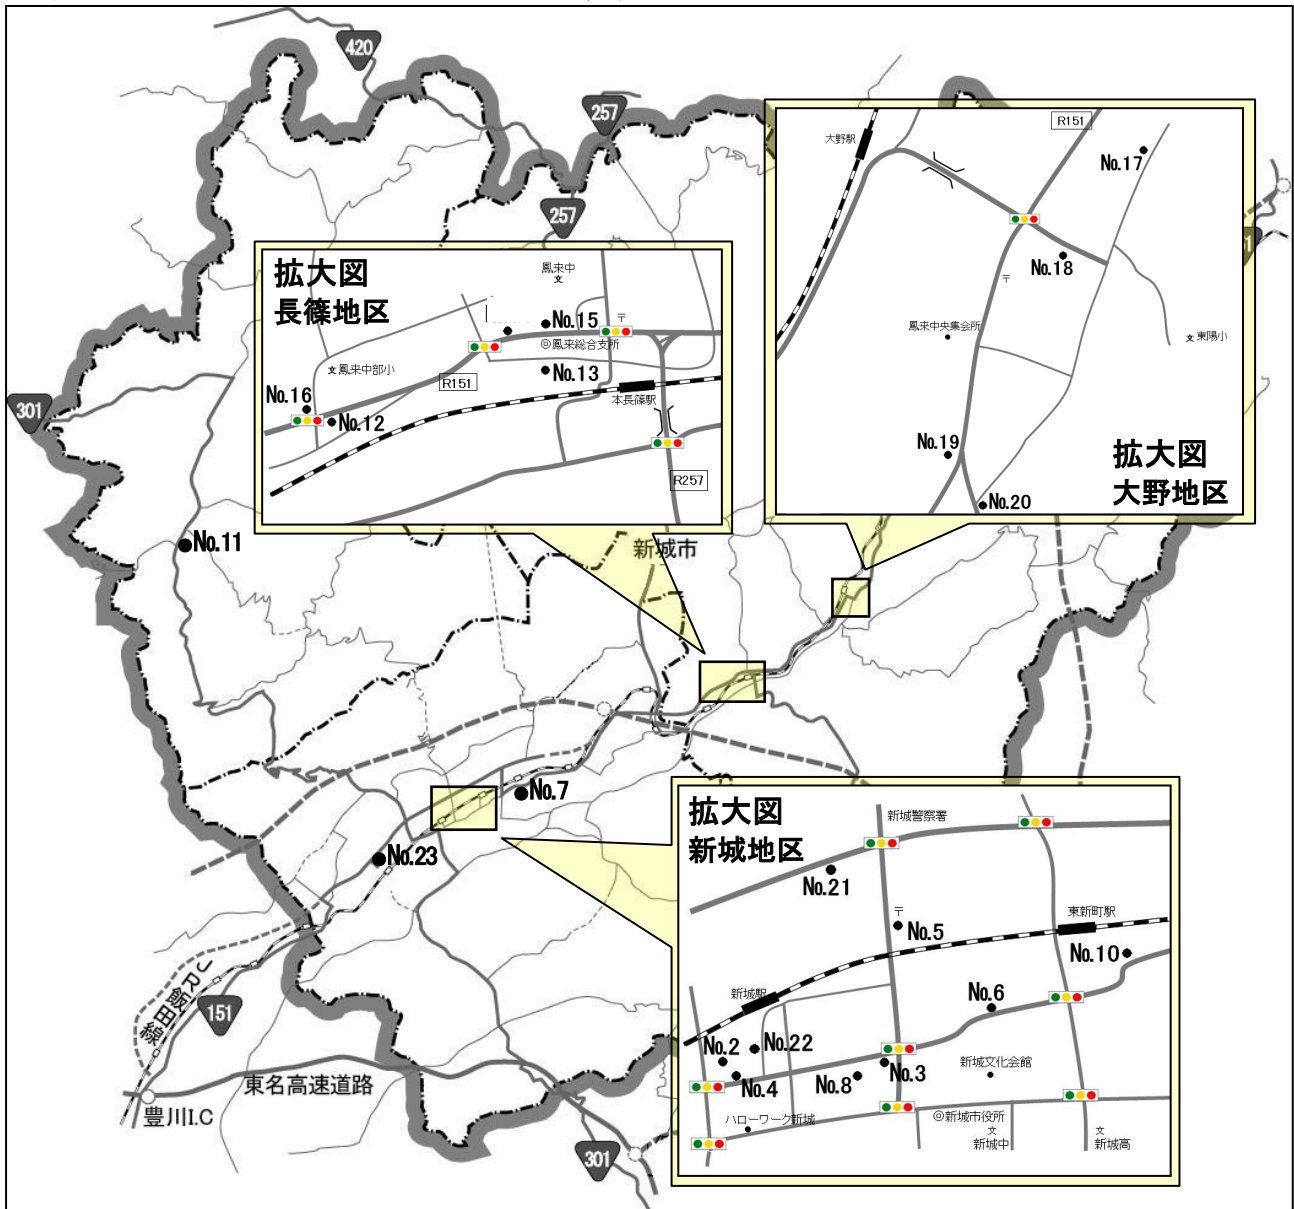 420
257
257
301
No.11
新城市
No.7
No.23
JR飯田線
151
東名高速道路
豊川I.C
301
拡大図
長篠地区
鳳来中
文
No.15
〒
◎鳳来総合支所
文鳳来中部小
R151
No.13
本長篠駅
No.16
No.12
R257
大野駅
R151
No.17
No.18
〒
鳳来中央集会所
文東陽小
No.19
拡大図
大野地区
No.20
拡大図
新城地区
新城警察署
No.21
〒
No.5
東新町駅
No.10
新城駅
No.6
No.2
No.22
No.4
No.8
No.3
新城文化会館
ハローワーク新城
◎新城市役所
文
新城中
文
新城高